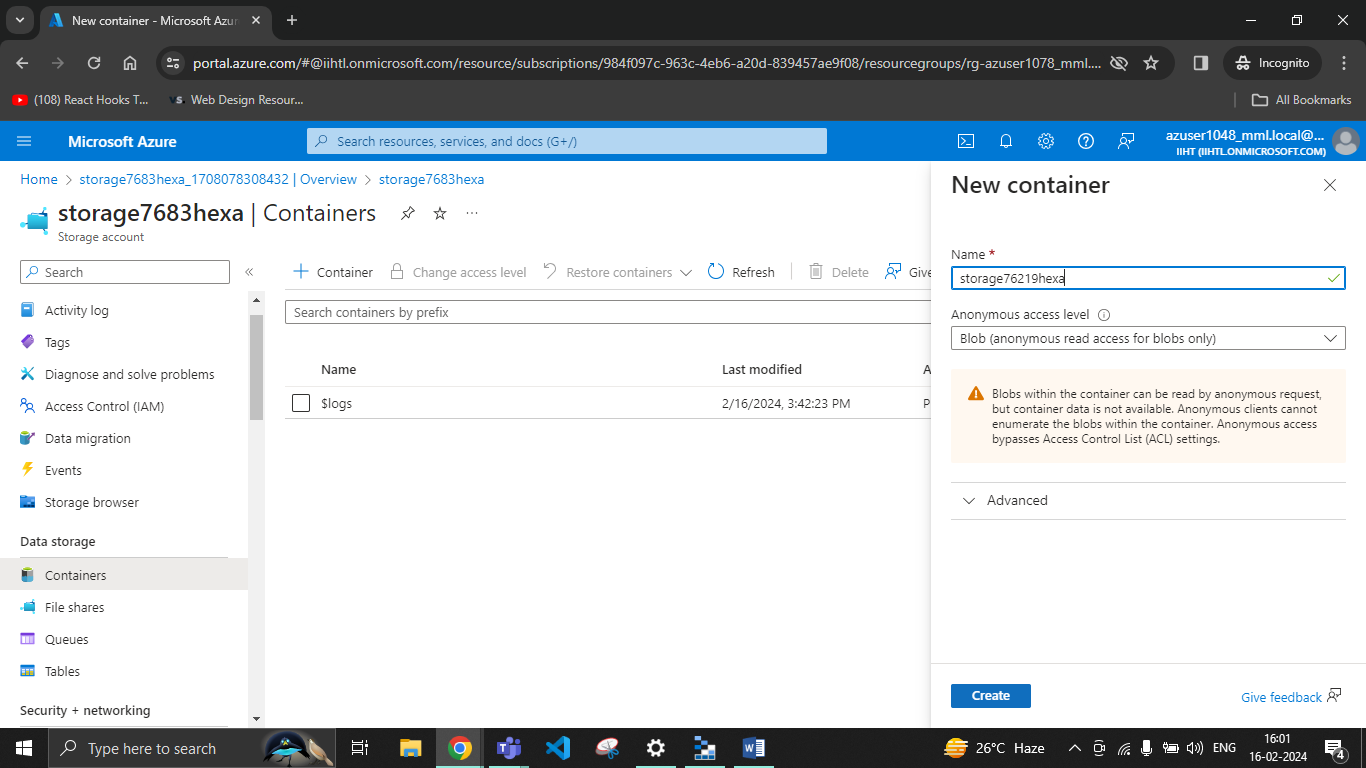 New container - Microsoft Azur
portal.azure.com/#@iihtl.onmicrosoft.com/resource/subscriptions/984f097c-963c-4eb6-a20d-839457ae9f08/resourcegroups/rg-azuser1078_mml....
Incognito
(108) React Hooks T...
VS.
Web Design Resour...
All Bookmarks
Microsoft Azure
Search resources, services, and docs (G+/)
azuser1048_mml.local@...
IIHT (IIHTL.ONMICROSOFT.COM)
Home > storage7683hexa_1708078308432 | Overview > storage7683hexa
storage7683hexa | Containers
...
Storage account
Search
«
Activity log
Tags
Diagnose and solve problems
Access Control (IAM)
Data migration
Events
Storage browser
Data storage
Containers
File shares
Queues
Tables
Security + networking
Container
Change access level
Restore containers
Refresh
Delete
Give
Search containers by prefix
Name
Last modified
A
$logs
2/16/2024, 3:42:23 PM
P
New container
Name *
storage76219hexa
Anonymous access level
Blob (anonymous read access for blobs only)
Blobs within the container can be read by anonymous request,
but container data is not available. Anonymous clients cannot
enumerate the blobs within the container. Anonymous access
bypasses Access Control List (ACL) settings.
Advanced
Create
Give feedback
Type here to search
26°C Haze
ENG
16:01
16-02-2024
4